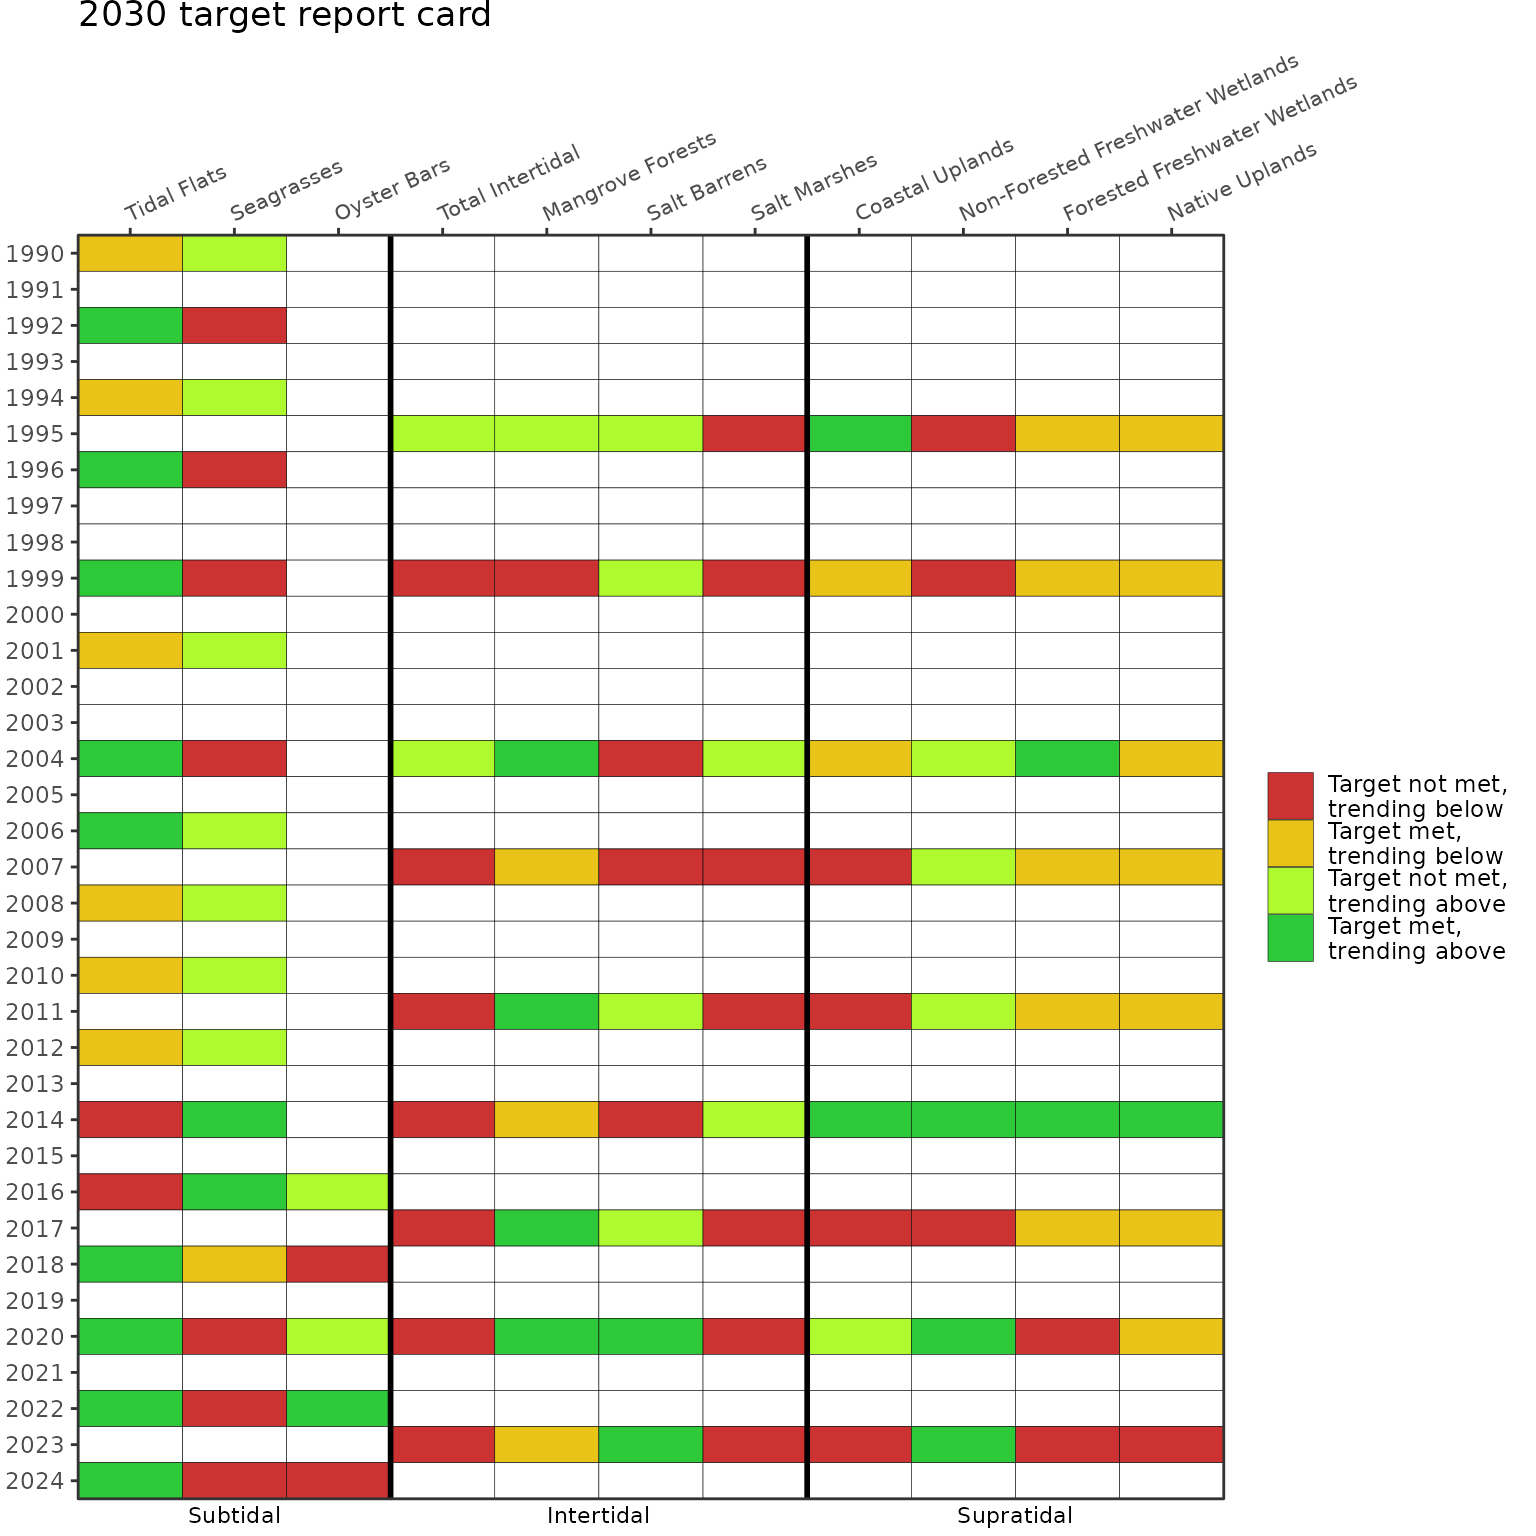 2030 target report card
Tidal Flats
Seagrasses
Oyster Bars
Total Intertidal
Mangrove Forests
Salt Barrens
Salt Marshes
Coastal Uplands
Non-Forested Freshwater Wetlands
Forested Freshwater Wetlands
Native Uplands
1990
1991
1992
1993
1994
1995
1996
1997
1998
1999
2000
2001
2002
2003
2004
2005
2006
2007
2008
2009
2010
2011
2012
2013
2014
2015
2016
2017
2018
2019
2020
2021
2022
2023
2024
Subtidal
Intertidal
Supratidal
Target not met,
trending below
Target met,
trending below
Target not met,
trending above
Target met,
trending above